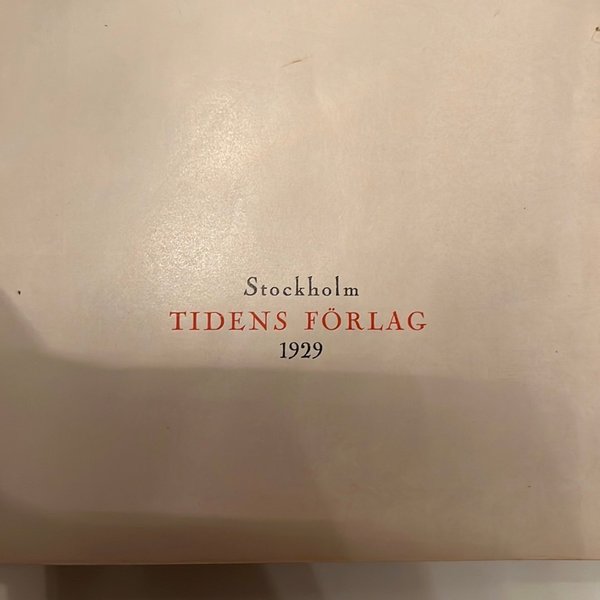 Stockholm
TIDENS FÖRLAG
1929